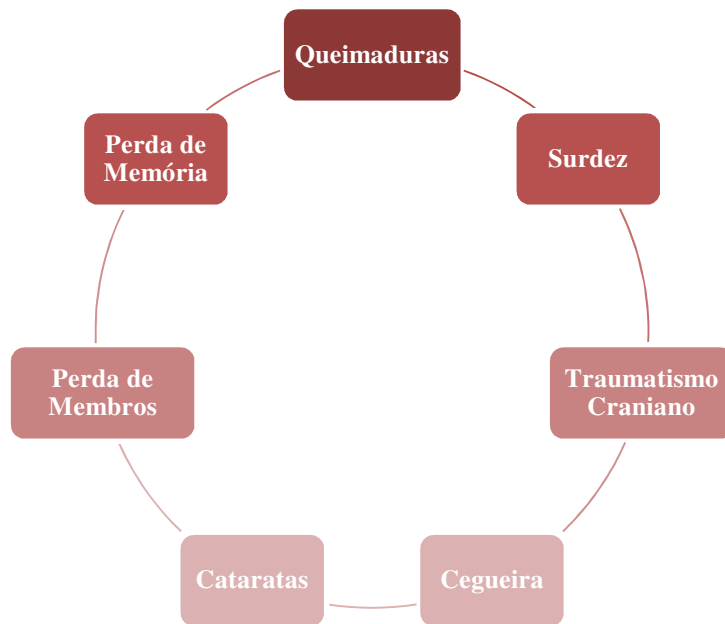 Queimaduras
Surdez
Traumatismo
Craniano
Cegueira
Cataratas
Perda de
Membros
Perda de
Memória